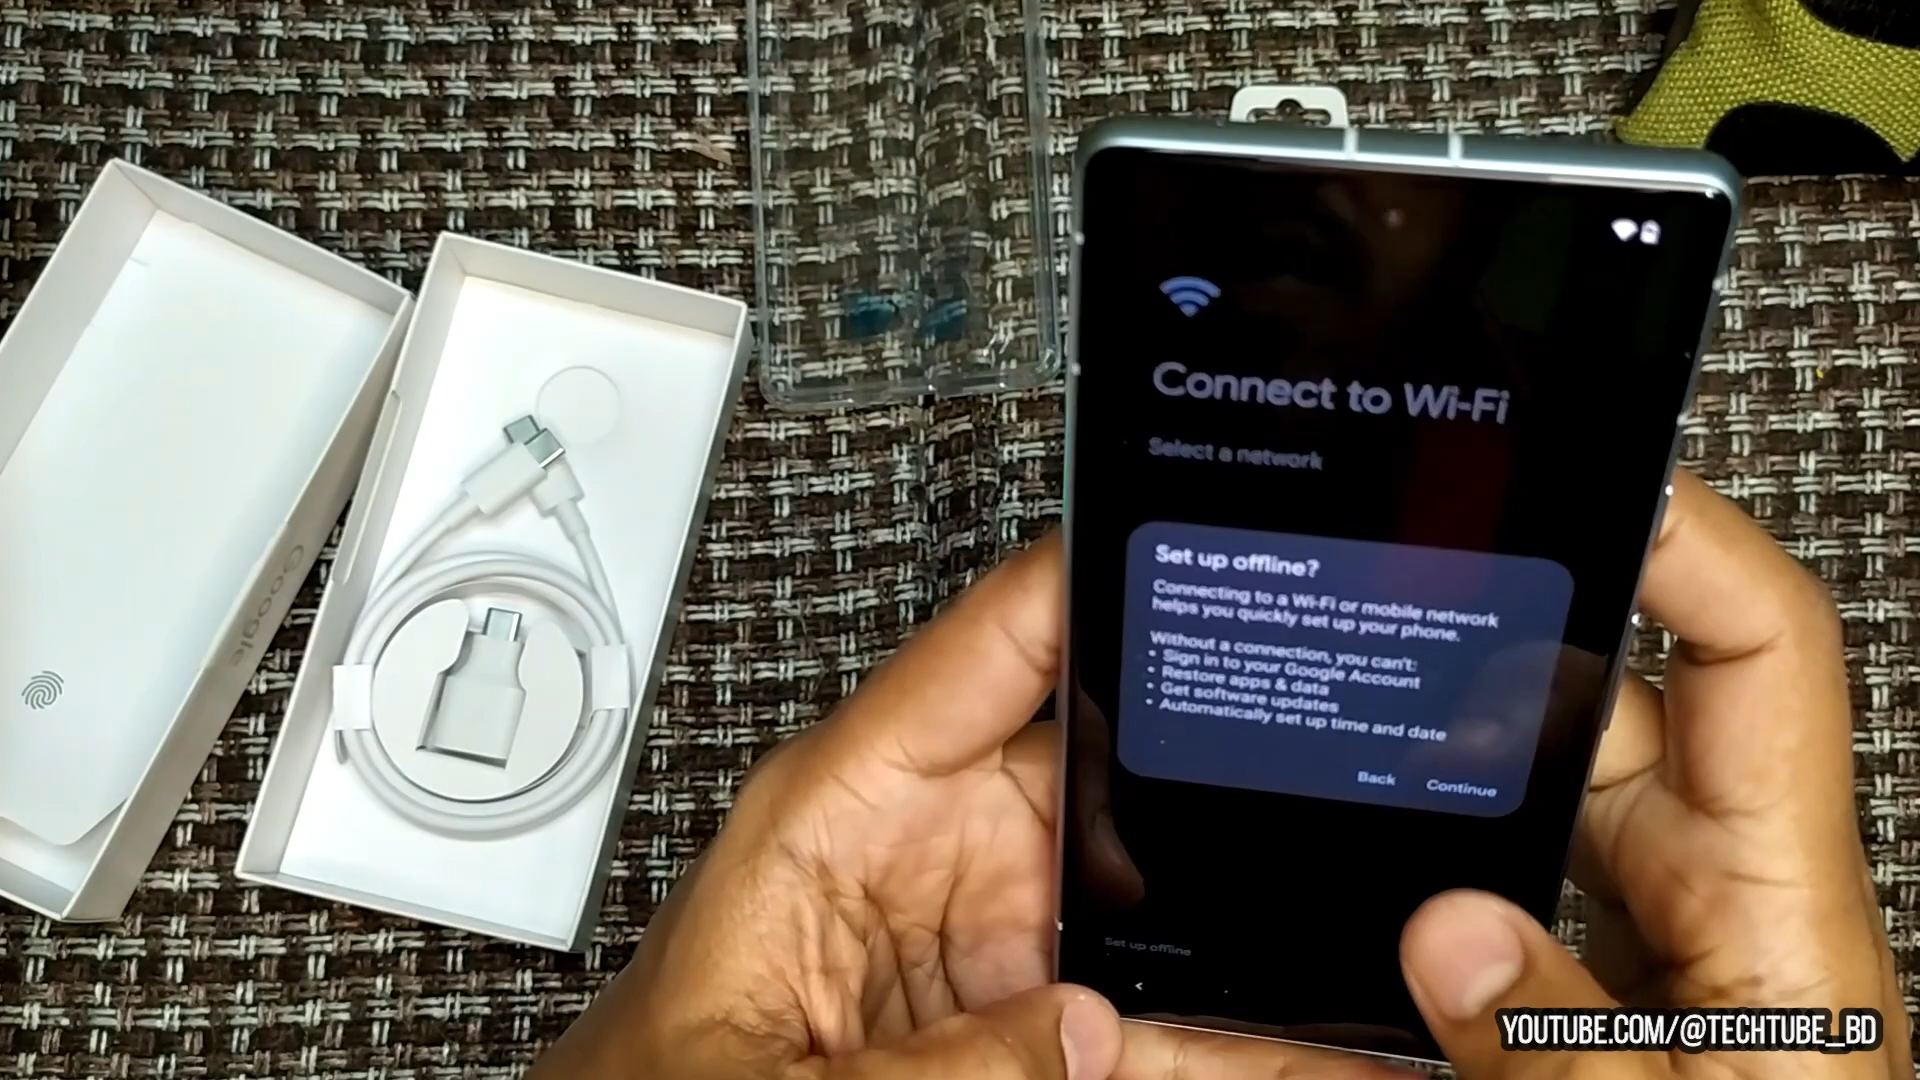 Google
Connect to Wi-Fi
Select a network
Set up offline?
Connecting to a Wi-Fi or mobile network
helps you quickly set up your phone.
Without a connection, you can't:
• Sign in to your Google Account
• Restore apps & data
• Get software updates
• Automatically set up time and date
Back Continue
Set up offline
YOUTUBE.COM/@TECHTUBE_BD